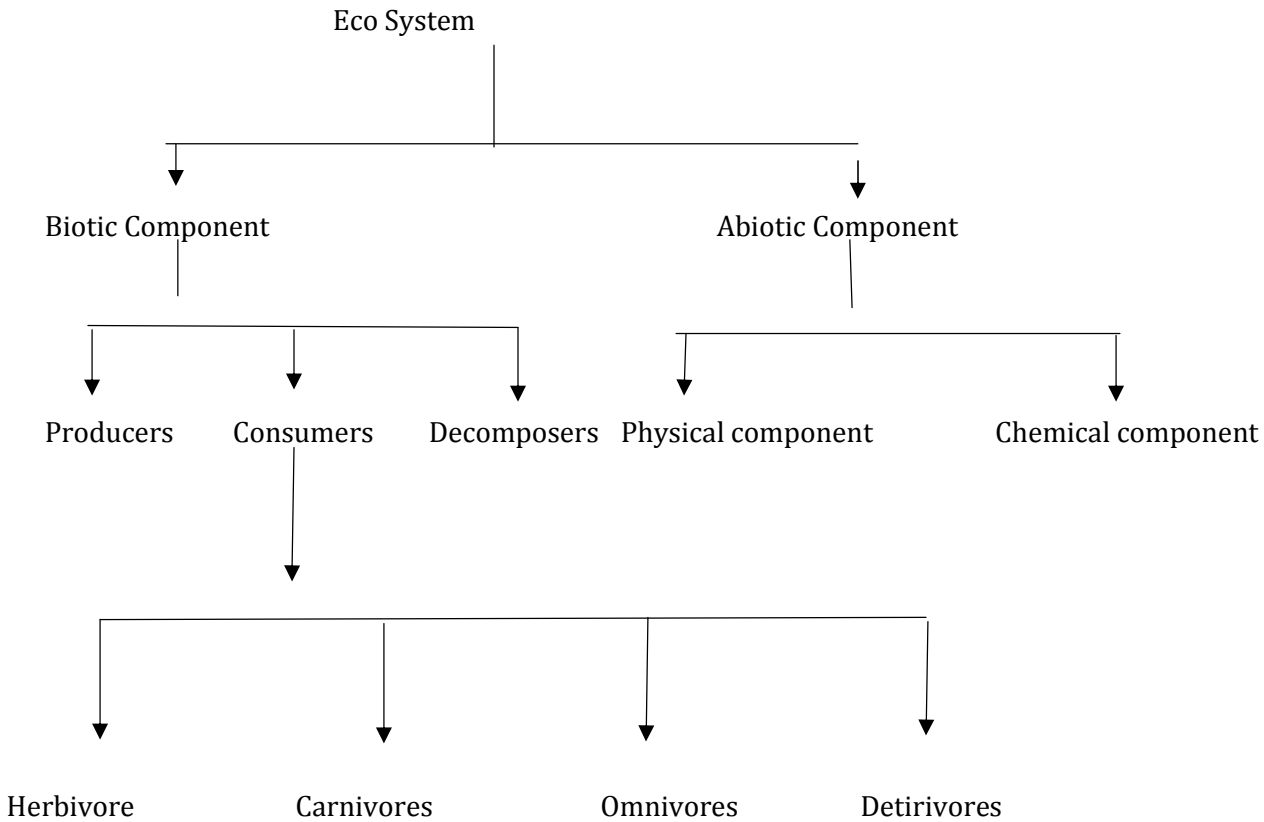 Eco System
Biotic Component Abiotic Component
Producers Consumers Decomposers Physical component Chemical component
Herbivore Carnivores Omnivores Detirivores